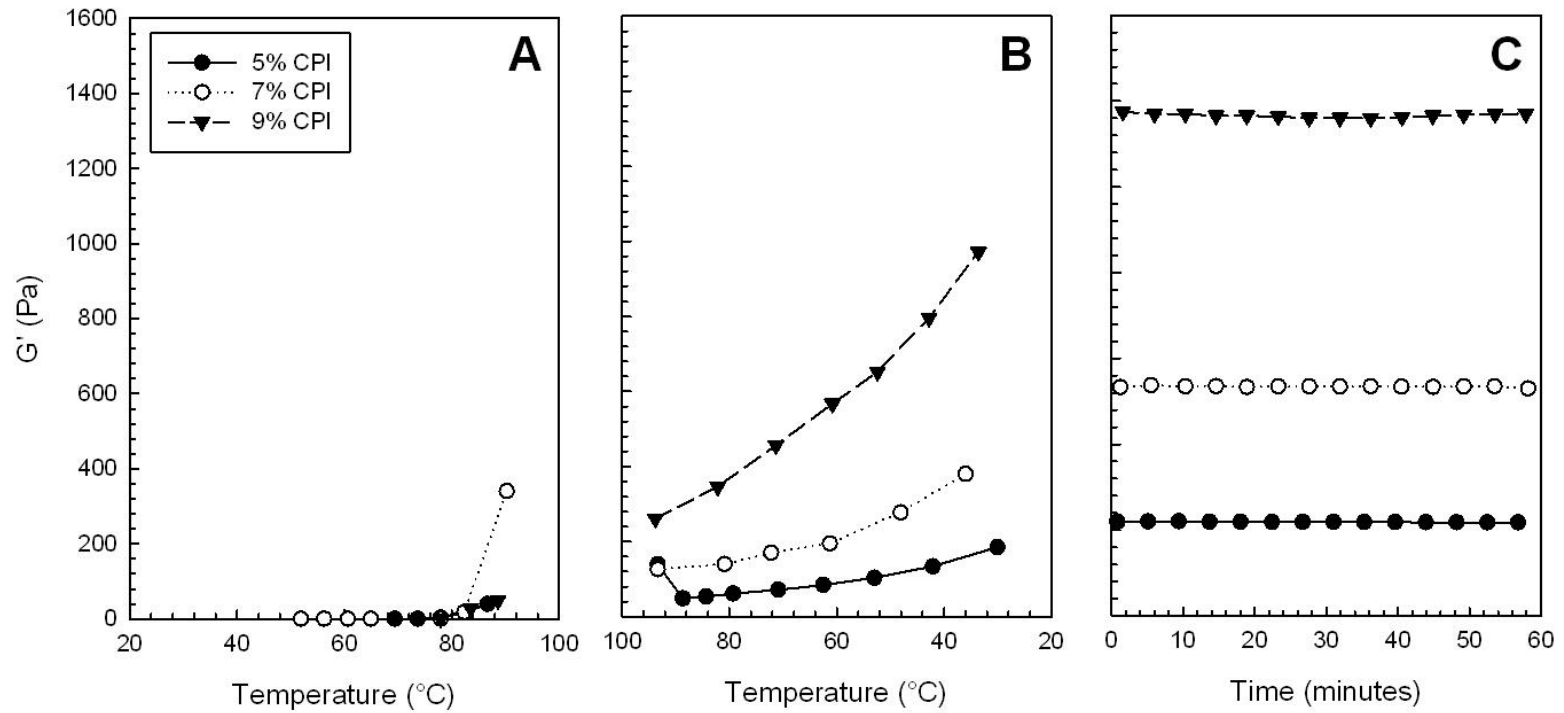 A
B
C
5% CPI
7% CPI
9% CPI
G' (Pa)
1600
1400
1200
1000
800
600
400
200
0
20 40 60 80 100
100 80 60 40 20
0 10 20 30 40 50 60
Temperature (°C)
Temperature (°C)
Time (minutes)